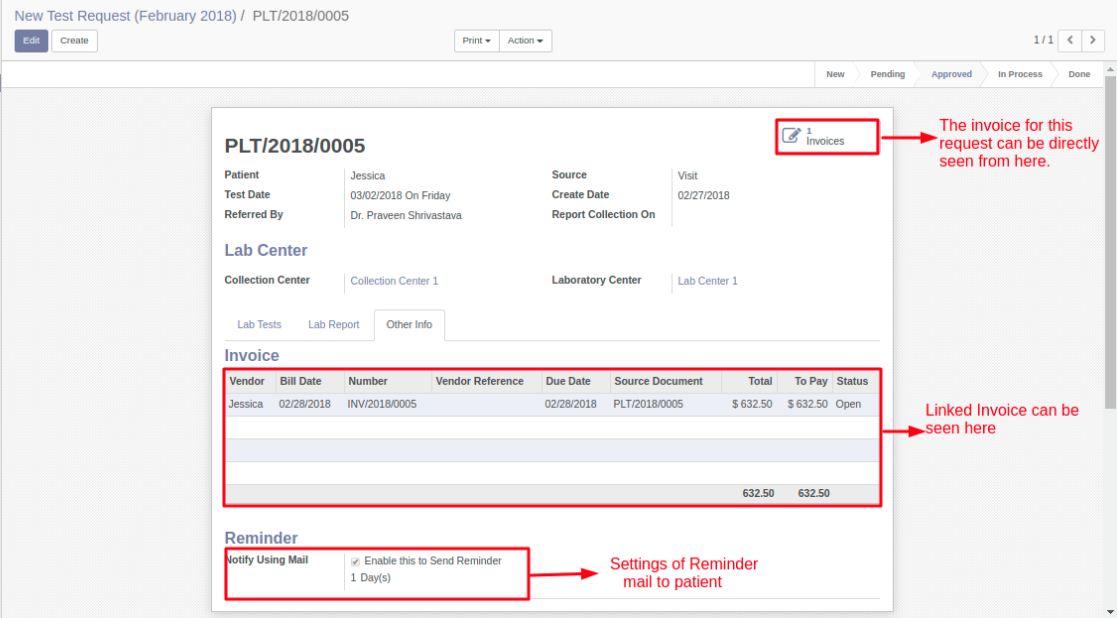 New Test Request (February 2018) / PLT/2018/0005
Edit Create Print Action 1 / 1
New Pending Approved In Process Done
1
Invoices
The invoice for this
request can be directly
seen from here.
PLT/2018/0005
Patient Jessica Source Visit
Test Date 03/02/2018 On Friday Create Date 02/27/2018
Referred By Dr. Praveen Shrivastava Report Collection On
Lab Center
Collection Center Collection Center 1 Laboratory Center Lab Center 1
Lab Tests Lab Report Other Info
Invoice
Vendor Bill Date Number Vendor Reference Due Date Source Document Total To Pay Status
Jessica 02/28/2018 INV/2018/0005 02/28/2018 PLT/2018/0005 $ 632.50 $ 632.50 Open
632.50 632.50
Linked Invoice can be
seen here
Reminder
Notify Using Mail Enable this to Send Reminder
1 Day(s)
Settings of Reminder
mail to patient